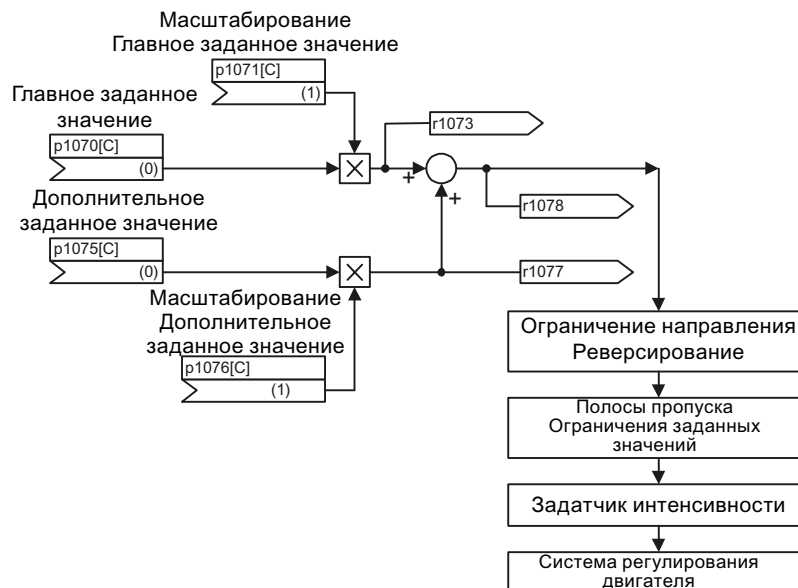 Масштабирование
Главное заданное значение
p1071[C]
(1)
Главное заданное
значение
p1070[C]
(0)
r1073
+
+
r1078
Дополнительное
заданное значение
p1075[C]
(0)
r1077
Масштабирование
Дополнительное
заданное значение
p1076[C]
(1)
Ограничение направления
Реверсирование
Полосы пропуска
Ограничения заданных
значений
Задатчик интенсивности
Система регулирования
двигателя